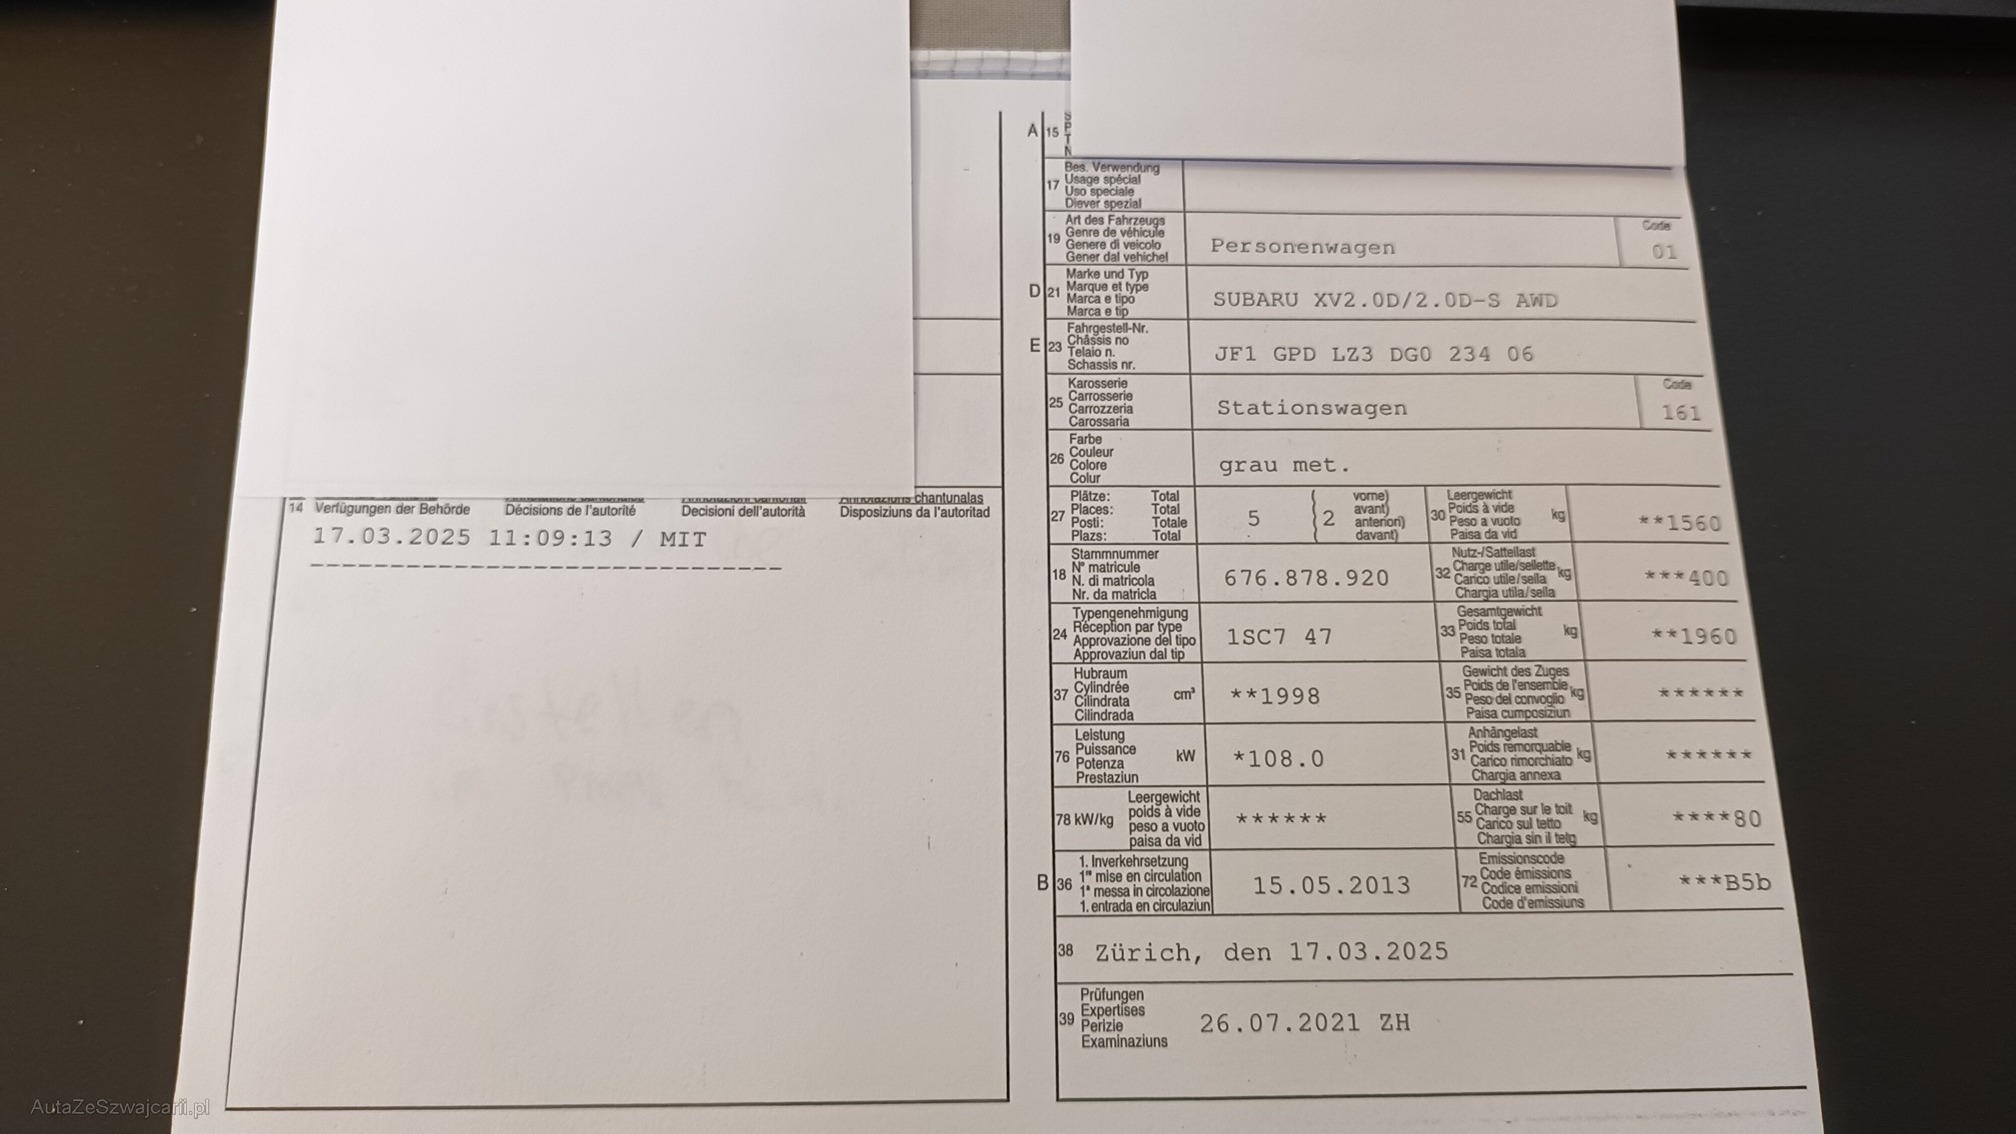 14 Verfügungen der Behörde Décisions de l'autorité Decisioni dell'autorità Disposiziuns da l'autoritad
17.03.2025 11:09:13 / MIT
A 15
17 Bes. Verwendung
Usage spécial
Uso speciale
Diever spezial
19 Art des Fahrzeugs
Genre de véhicule
Genere di veicolo
Gener dal vehichel
Personenwagen
Code
01
D 21 Marke und Typ
Marque et type
Marca e tipo
Marca e tip
SUBARU XV2.0D/2.0D-S AWD
E 23 Fahrgestell-Nr.
Châssis no
Telaio n.
Schassis nr.
JF1 GPD LZ3 DG0 234 06
25 Karosserie
Carrosserie
Carrozzeria
Carossaria
Stationswagen
Code
161
26 Farbe
Couleur
Colore
Colur
grau met.
27 Plätze: Total
Places: Total
Posti: Totale
Plazs: Total
5 2
vorne)
avant)
anteriori)
davant)
30 Leergewicht
Poids à vide
Peso a vuoto
Paisa da vid
kg
**1560
18 Stammnummer
N° matricule
N. di matricola
Nr. da matricla
676.878.920
32 Nutz-/Sattellast
Charge utile/sellette
Carico utile/sella
Chargia utila/sella
kg
***400
24 Typengenehmigung
Réception par type
Approvazione del tipo
Approvaziun dal tip
1SC7 47
33 Gesamtgewicht
Poids total
Peso totale
Paisa totala
kg
**1960
37 Hubraum
Cylindrée
Cilindrata
Cilindrada
cm³
**1998
35 Gewicht des Zuges
Poids de l'ensemble
Peso del convoglio
Paisa cumposiziun
kg
******
76 Leistung
Puissance
Potenza
Prestaziun
kW
*108.0
31 Anhängelast
Poids remorquable
Carico rimorchiato
Chargia annexa
kg
******
78 kW/kg
Leergewicht
poids à vide
peso a vuoto
paisa da vid
******
55 Dachlast
Charge sur le toit
Carico sul tetto
Chargia sin il tetg
kg
****80
B 36 1. Inverkehrsetzung
1re mise en circulation
1a messa in circolazione
1. entrada en circulaziun
15.05.2013
72 Emissionscode
Code émissions
Codice emissioni
Code d'emissiuns
***B5b
38 Zürich, den 17.03.2025
39 Prüfungen
Expertises
Perizie
Examinaziuns
26.07.2021 ZH
AutaZeSzwajcarii.pl